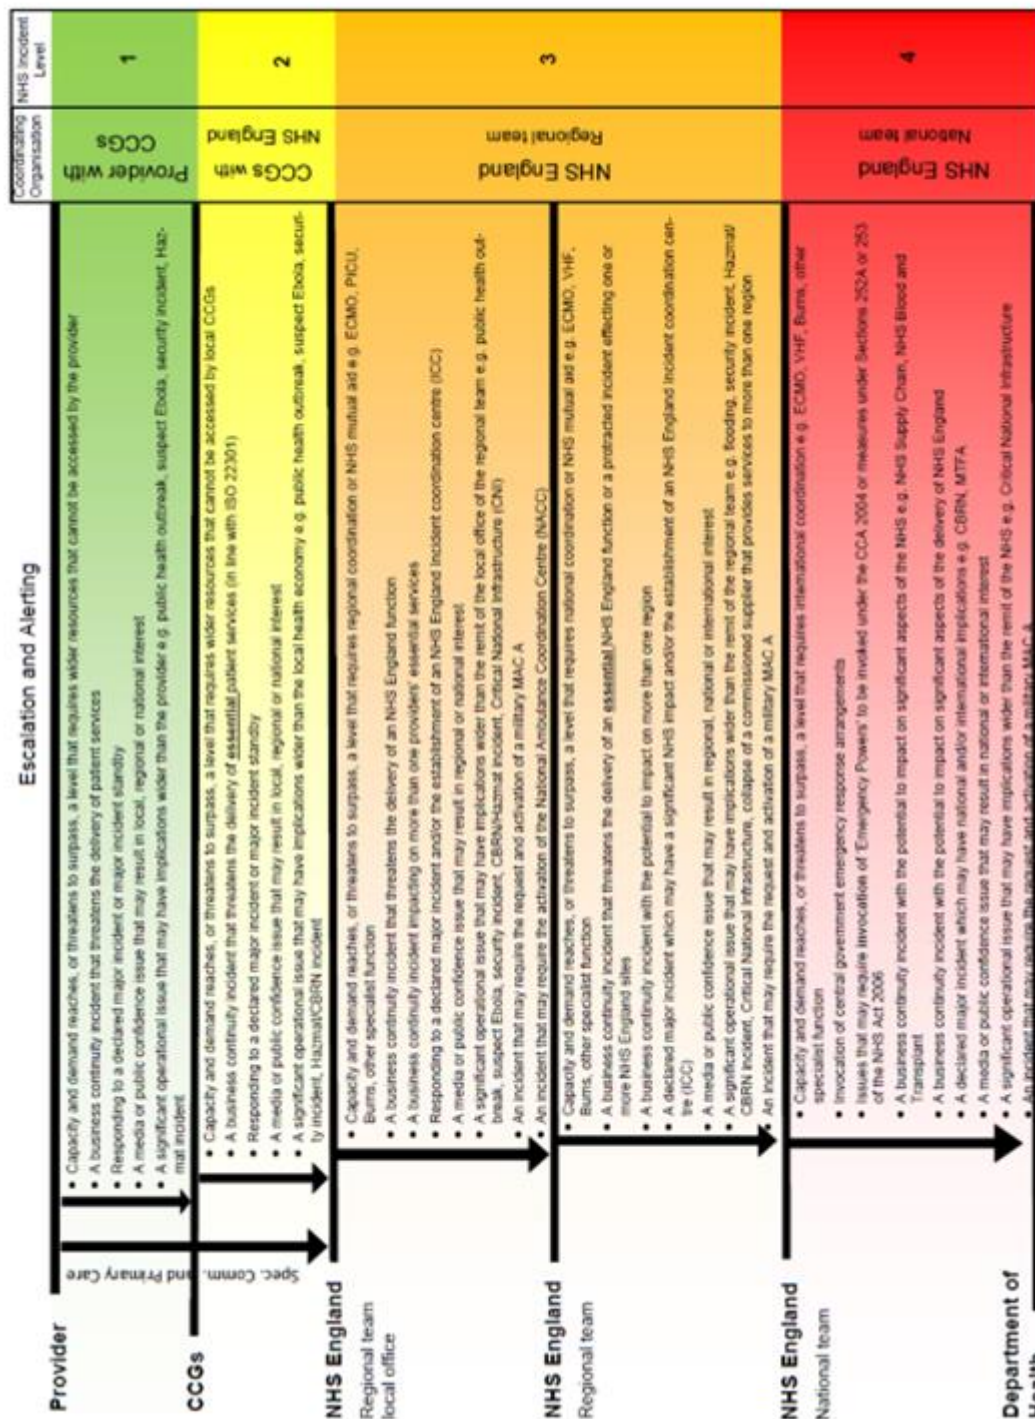 Escalation and Alerting
NHS Incident
Level
Coordinating
Organisation
Provider
• Capacity and demand reaches, or threatens to surpass, a level that requires wider resources that cannot be accessed by the provider
• A business continuity incident that threatens the delivery of patient services
• Responding to a declared major incident or major standby
• A media or public confidence issue that may result in local, regional or national interest
• A significant operational issue that may have implications wider than the provider e.g. public health outbreak, suspect Ebola, security incident, Haz-
mat incident
Provider with
CCGs
1
Spec. Comm. and Primary Care
CCGs
• Capacity and demand reaches, or threatens to surpass, a level that requires wider resources that cannot be accessed by local CCGs
• A business continuity incident that threatens the delivery of essential patient services (in line with ISO 22301)
• Responding to a declared major incident or major standby
• A media or public confidence issue that may result in local, regional or national interest
• A significant operational issue that may have implications wider than the local health economy e.g. public health outbreak, suspect Ebola, securi-
ty incident, Hazmat/CBRN incident
CCGs with
NHS England
2
NHS England
Regional team
local office
• Capacity and demand reaches, or threatens to surpass, a level that requires regional coordination or NHS mutual aid e.g. ECMO, PICU,
Burns, other specialist function
• A business continuity incident that threatens the delivery of an NHS England function
• A business continuity incident impacting on more than one providers' essential services
• Responding to a declared major incident and/or the establishment of an NHS England incident coordination centre (ICC)
• A media or public confidence issue that may result in regional or national interest
• A significant operational issue that may have implications wider than the remit of the local office of the regional team e.g. public health out-
break, suspect Ebola, security incident, CBRN/Hazmat incident, Critical National Infrastructure (CNI)
• An incident that may require the request and activation of a military MAC A
• An incident that may require the activation of the National Ambulance Coordination Centre (NACC)
NHS England
Regional team
3
NHS England
Regional team
• Capacity and demand reaches, or threatens to surpass, a level that requires national coordination or NHS mutual aid e.g. ECMO, VHF,
Burns, other specialist function
• A business continuity incident that threatens the delivery of an essential NHS England function or a protracted incident effecting one or
more NHS England sites
• A business continuity incident with the potential to impact on more than one region
• A declared major incident which may have a significant NHS impact and/or the establishment of an NHS England incident coordination cen-
tre (ICC)
• A media or public confidence issue that may result in regional, national or international interest
• A significant operational issue that may have implications wider than the remit of the regional team e.g. flooding, security incident, Hazmat/
CBRN incident, Critical National Infrastructure, collapse of a commissioned supplier that provides services to more than one region
• An incident that may require the request and activation of a military MAC A
NHS England
National team
• Capacity and demand reaches, or threatens to surpass, a level that requires international coordination e.g. ECMO, VHF, Burns, other
specialist function
• Invocation of central government emergency response arrangements
• Issues that may require invocation of 'Emergency Powers' to be invoked under the CCA 2004 or measures under Sections 252A or 253
of the NHS Act 2006
• A business continuity incident with the potential to impact on significant aspects of the NHS e.g. NHS Supply Chain, NHS Blood and
Transplant
• A business continuity incident with the potential to impact on significant aspects of the delivery of NHS England
• A declared major incident which may have national and/or international implications e.g. CBRN, MTFA
• A media or public confidence issue that may result in national or international interest
• A significant operational issue that may have implications wider than the remit of the NHS e.g. Critical National Infrastructure
• An incident that may require the request and activation of a military MAC A
NHS England
National team
4
Department of